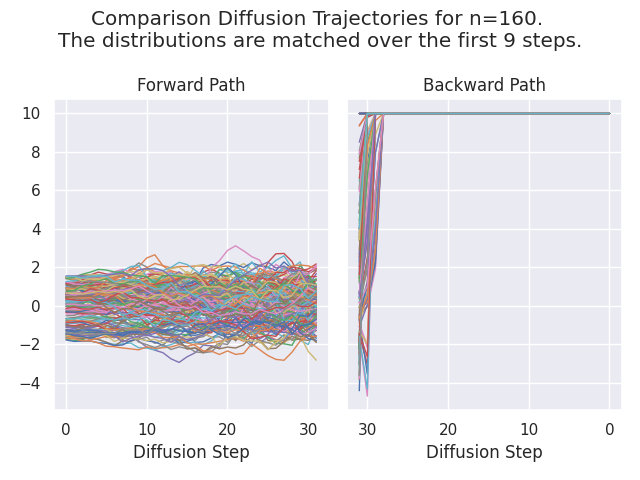 Comparison Diffusion Trajectories for n=160.
The distributions are matched over the first 9 steps.
Forward Path
Backward Path
10
8
6
4
2
0
−2
−4
0 10 20 30
30 20 10 0
Diffusion Step
Diffusion Step